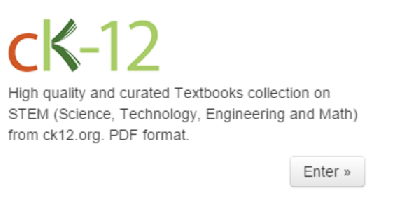 cK-12
High quality and curated Textbooks collection on
STEM (Science, Technology, Engineering and Math)
from ck12.org. PDF format.
Enter »